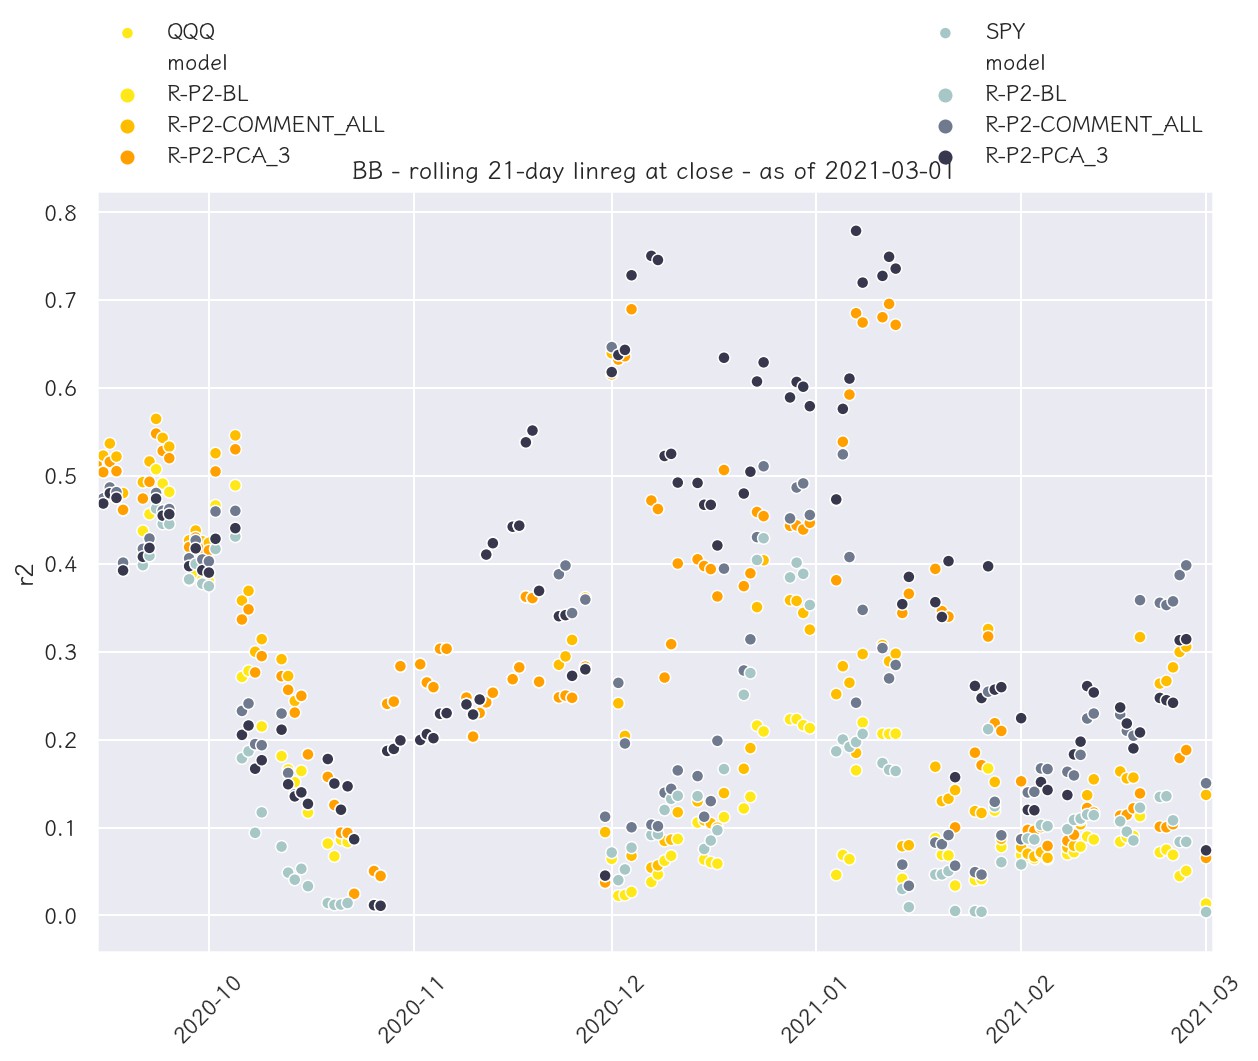 QQQ
model
R-P2-BL
R-P2-COMMENT_ALL
R-P2-PCA_3
SPY
model
R-P2-BL
R-P2-COMMENT_ALL
R-P2-PCA_3
BB - rolling 21-day linreg at close - as of 2021-03-01
0.8
0.7
0.6
0.5
0.4
0.3
0.2
0.1
0.0
r2
2020-10
2020-11
2020-12
2021-01
2021-02
2021-03